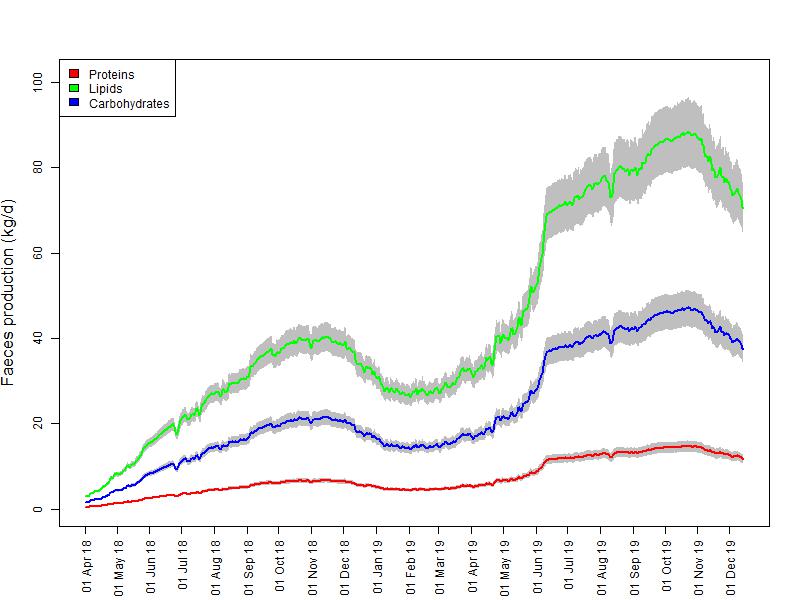 Proteins
Lipids
Carbohydrates
Faeces production (kg/d)
100
80
60
40
20
0
01 Apr 18
01 May 18
01 Jun 18
01 Jul 18
01 Aug 18
01 Sep 18
01 Oct 18
01 Nov 18
01 Dec 18
01 Jan 19
01 Feb 19
01 Mar 19
01 Apr 19
01 May 19
01 Jun 19
01 Jul 19
01 Aug 19
01 Sep 19
01 Oct 19
01 Nov 19
01 Dec 19